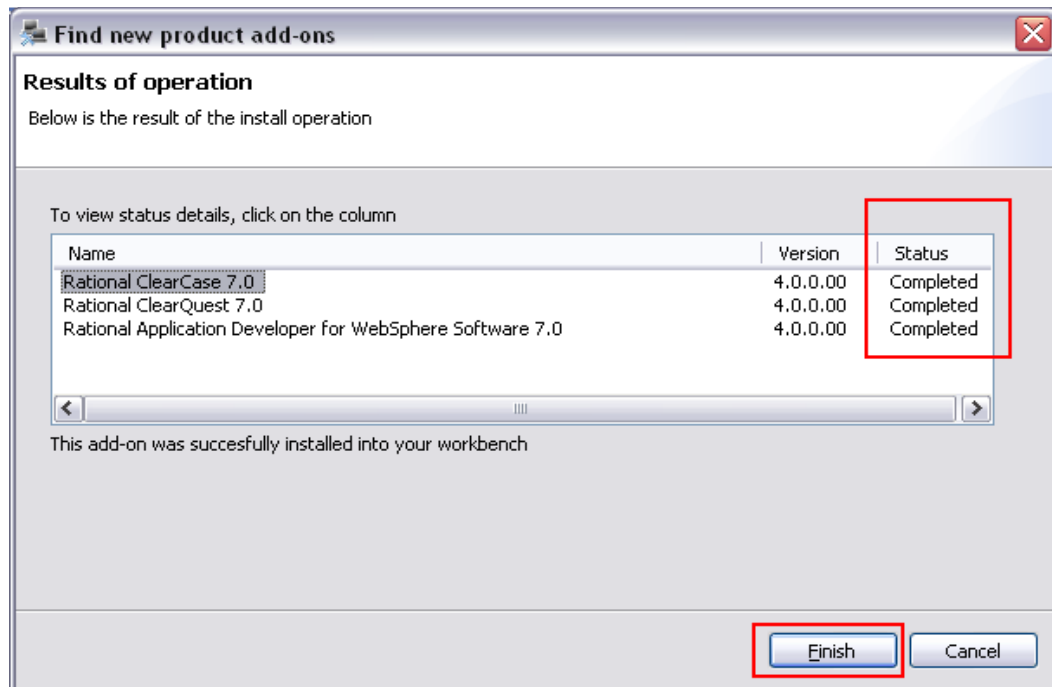 Find new product add-ons
Results of operation
Below is the result of the install operation
To view status details, click on the column
Name Version Status
Rational ClearCase 7.0 4.0.0.00 Completed
Rational ClearQuest 7.0 4.0.0.00 Completed
Rational Application Developer for WebSphere Software 7.0 4.0.0.00 Completed
This add-on was succesfully installed into your workbench
Finish Cancel